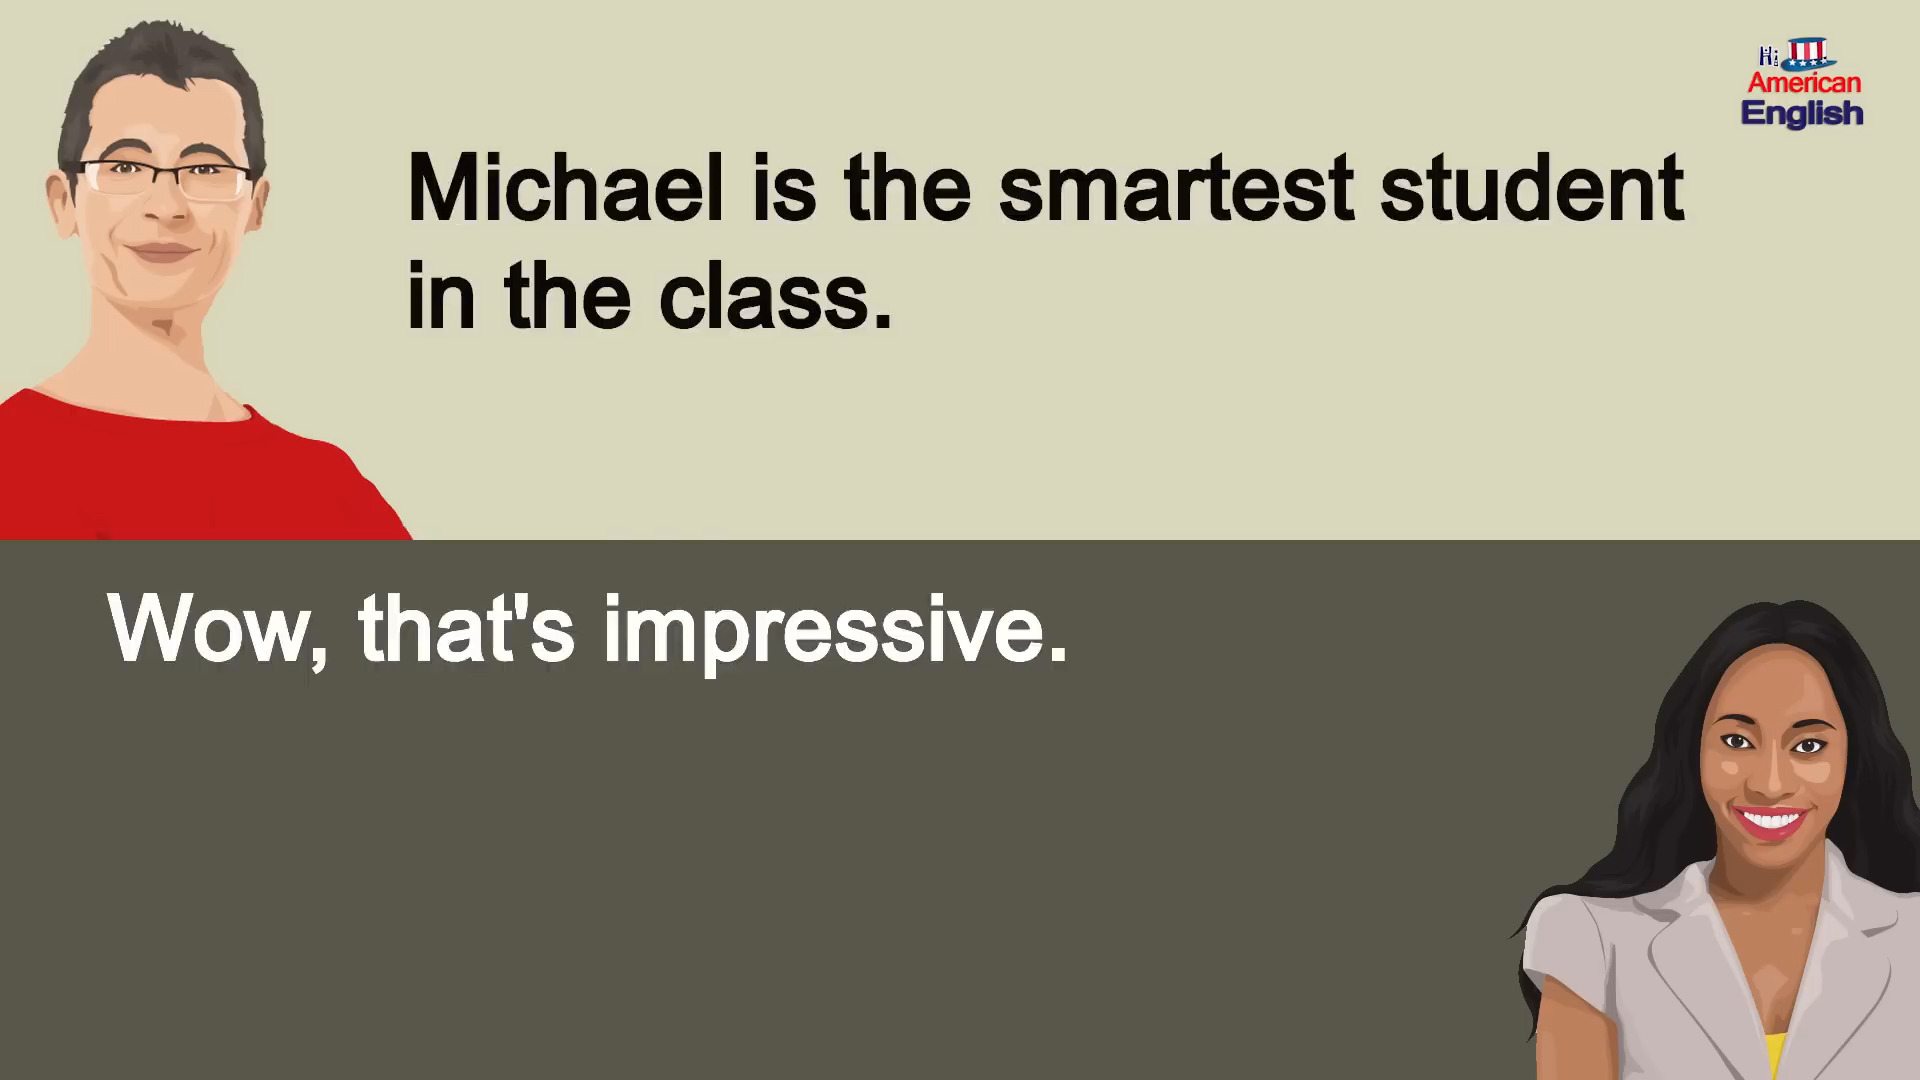 Hi
American
English
Michael is the smartest student
in the class.
Wow, that's impressive.